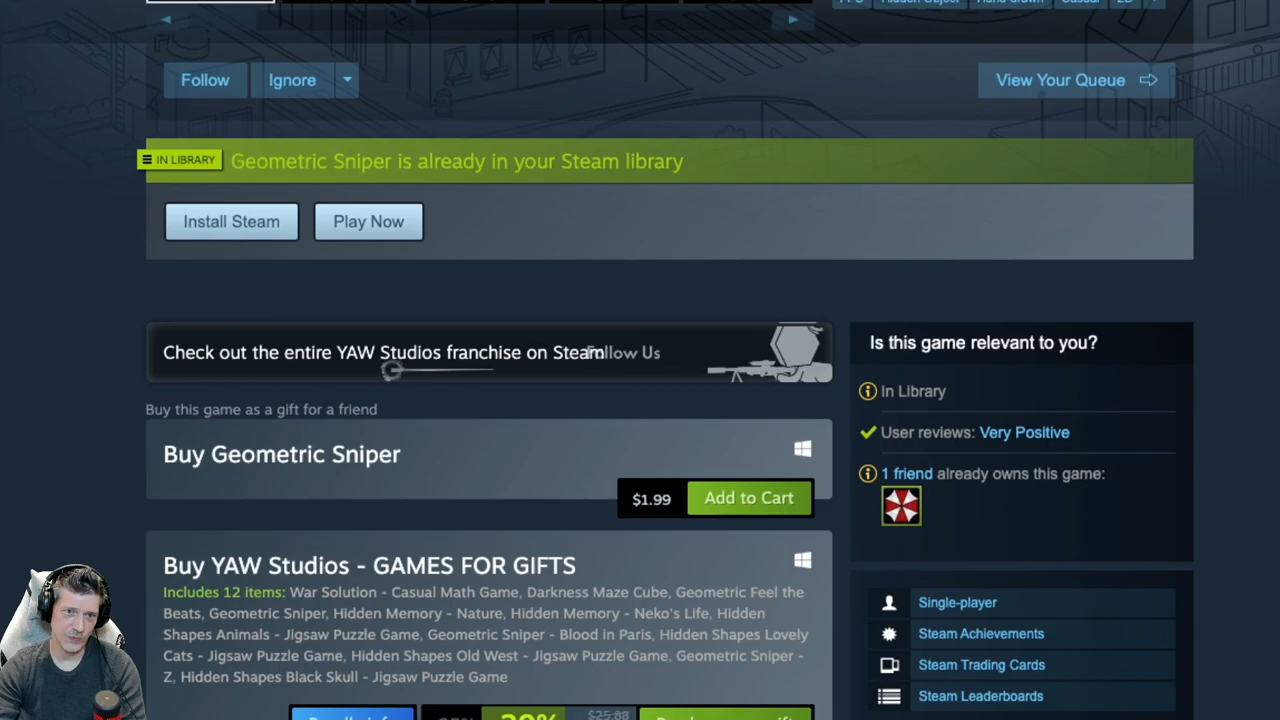 FPS Hidden Object Hand-drawn Casual 2D +
Follow
Ignore
View Your Queue
IN LIBRARY
Geometric Sniper is already in your Steam library
Install Steam
Play Now
Check out the entire YAW Studios franchise on Steam
Follow Us
Buy this game as a gift for a friend
Buy Geometric Sniper
$1.99
Add to Cart
Buy YAW Studios - GAMES FOR GIFTS
Includes 12 items: War Solution - Casual Math Game, Darkness Maze Cube, Geometric Feel the
Beats, Geometric Sniper, Hidden Memory - Nature, Hidden Memory - Neko's Life, Hidden
Shapes Animals - Jigsaw Puzzle Game, Geometric Sniper - Blood in Paris, Hidden Shapes Lovely
Cats - Jigsaw Puzzle Game, Hidden Shapes Old West - Jigsaw Puzzle Game, Geometric Sniper -
Z, Hidden Shapes Black Skull - Jigsaw Puzzle Game
$25.88
Is this game relevant to you?
In Library
User reviews: Very Positive
1 friend already owns this game:
Single-player
Steam Achievements
Steam Trading Cards
Steam Leaderboards